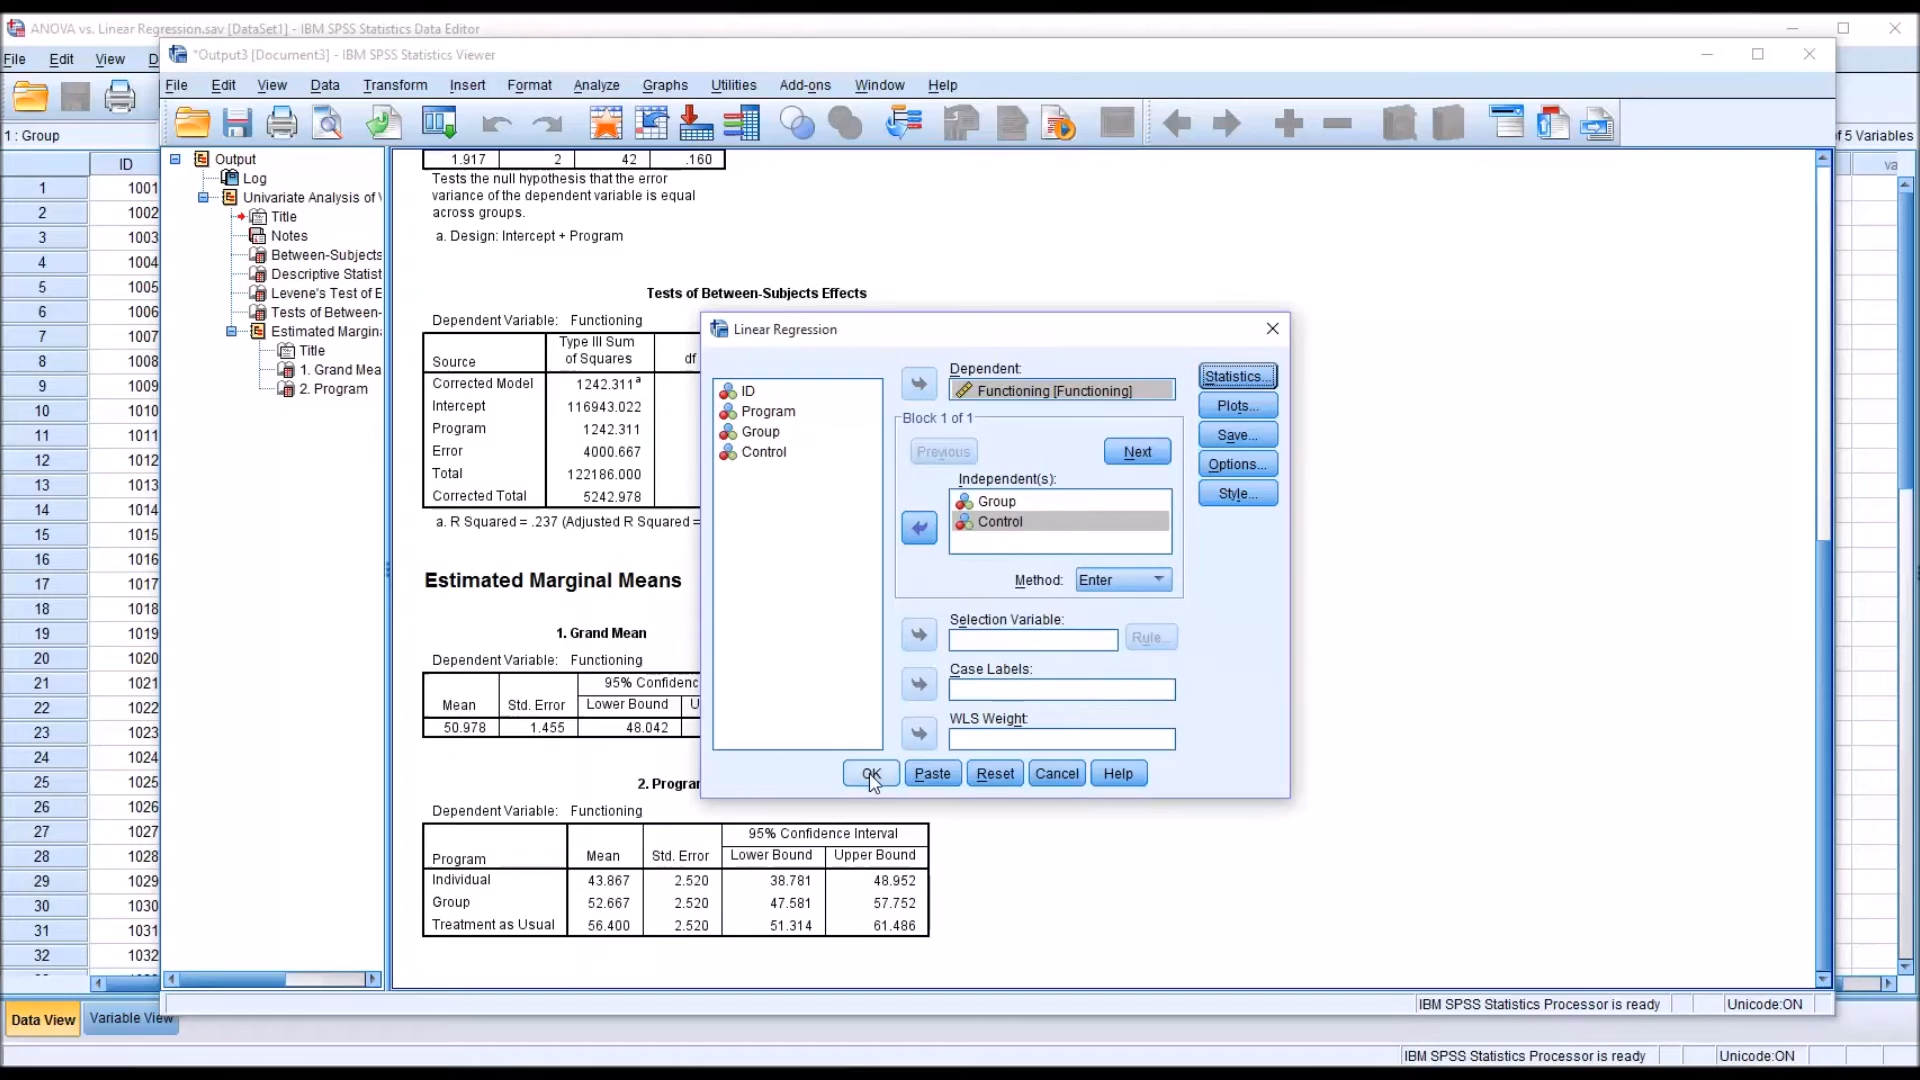 ANOVA vs. Linear Regression.sav [DataSet1] - IBM SPSS Statistics Data Editor
File Edit View D
*Output3 [Document3] - IBM SPSS Statistics Viewer
File Edit View Data Transform Insert Format Analyze Graphs Utilities Add-ons Window Help
1 : Group
of 5 Variables
ID
va
1 1001
2 1002
3 1003
4 1004
5 1005
6 1006
7 1007
8 1008
9 1009
10 1010
11 1011
12 1012
13 1013
14 1014
15 1015
16 1016
17 1017
18 1018
19 1019
20 1020
21 1021
22 1022
23 1023
24 1024
25 1025
26 1026
27 1027
28 1028
29 1029
30 1030
31 1031
32 1032
Output
Log
Univariate Analysis of V
Title
Notes
Between-Subjects
Descriptive Statist
Levene's Test of E
Tests of Between-
Estimated Margina
Title
1. Grand Mea
2. Program
1.917 2 42 .160
Tests the null hypothesis that the error
variance of the dependent variable is equal
across groups.
a. Design: Intercept + Program
Tests of Between-Subjects Effects
Dependent Variable: Functioning
Source Type III Sum of Squares df
Corrected Model 1242.311a
Intercept 116943.022
Program 1242.311
Error 4000.667
Total 122186.000
Corrected Total 5242.978
a. R Squared = .237 (Adjusted R Squared =
Estimated Marginal Means
1. Grand Mean
Dependent Variable: Functioning
95% Confidenc
Mean Std. Error Lower Bound U
50.978 1.455 48.042
2. Progra
Dependent Variable: Functioning
95% Confidence Interval
Program Mean Std. Error Lower Bound Upper Bound
Individual 43.867 2.520 38.781 48.952
Group 52.667 2.520 47.581 57.752
Treatment as Usual 56.400 2.520 51.314 61.486
Linear Regression
ID
Program
Group
Control
Dependent:
Functioning [Functioning]
Block 1 of 1
Previous Next
Independent(s):
Group
Control
Method: Enter
Selection Variable:
Rule...
Case Labels:
WLS Weight:
Statistics...
Plots...
Save...
Options...
Style...
OK Paste Reset Cancel Help
IBM SPSS Statistics Processor is ready Unicode:ON
Data View Variable View
IBM SPSS Statistics Processor is ready Unicode:ON